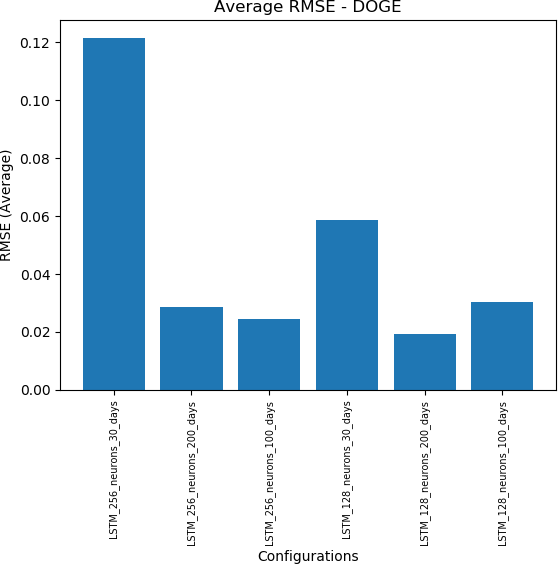 Average RMSE - DOGE
RMSE (Average)
0.12
0.10
0.08
0.06
0.04
0.02
0.00
LSTM_256_neurons_30_days
LSTM_256_neurons_200_days
LSTM_256_neurons_100_days
LSTM_128_neurons_30_days
LSTM_128_neurons_200_days
LSTM_128_neurons_100_days
Configurations